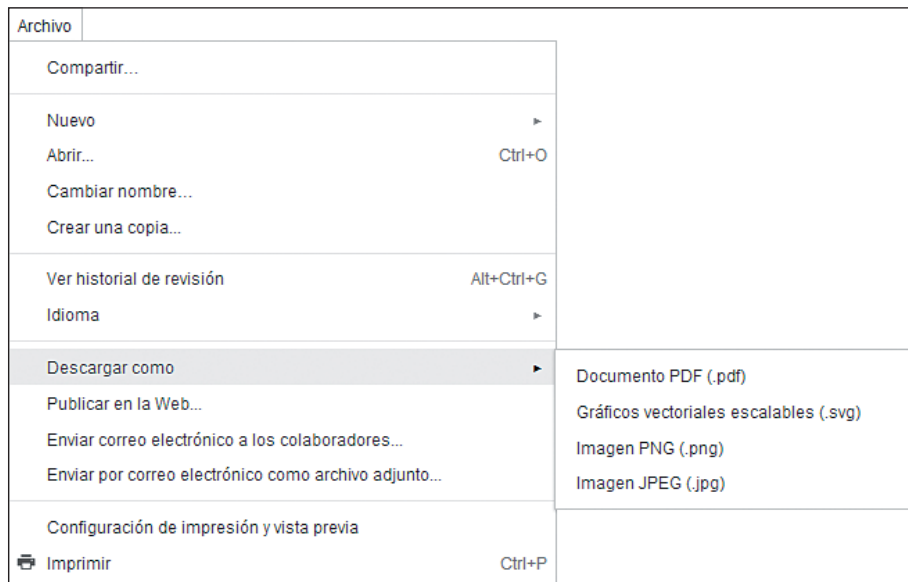 Archivo
Compartir...
Nuevo
Abrir... Ctrl+O
Cambiar nombre...
Crear una copia...
Ver historial de revisión Alt+Ctrl+G
Idioma
Descargar como
Documento PDF (.pdf)
Publicar en la Web...
Gráficos vectoriales escalables (.svg)
Enviar correo electrónico a los colaboradores...
Imagen PNG (.png)
Enviar por correo electrónico como archivo adjunto...
Imagen JPEG (.jpg)
Configuración de impresión y vista previa
Imprimir Ctrl+P